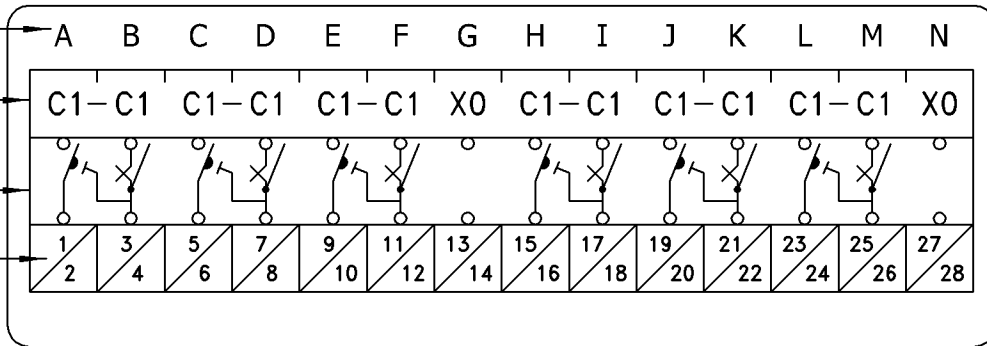 A B C D E F G H I J K L M N
C1-C1 C1-C1 C1-C1 X0 C1-C1 C1-C1 C1-C1 X0
1 3 5 7 9 11 13 15 17 19 21 23 25 27
2 4 6 8 10 12 14 16 18 20 22 24 26 28